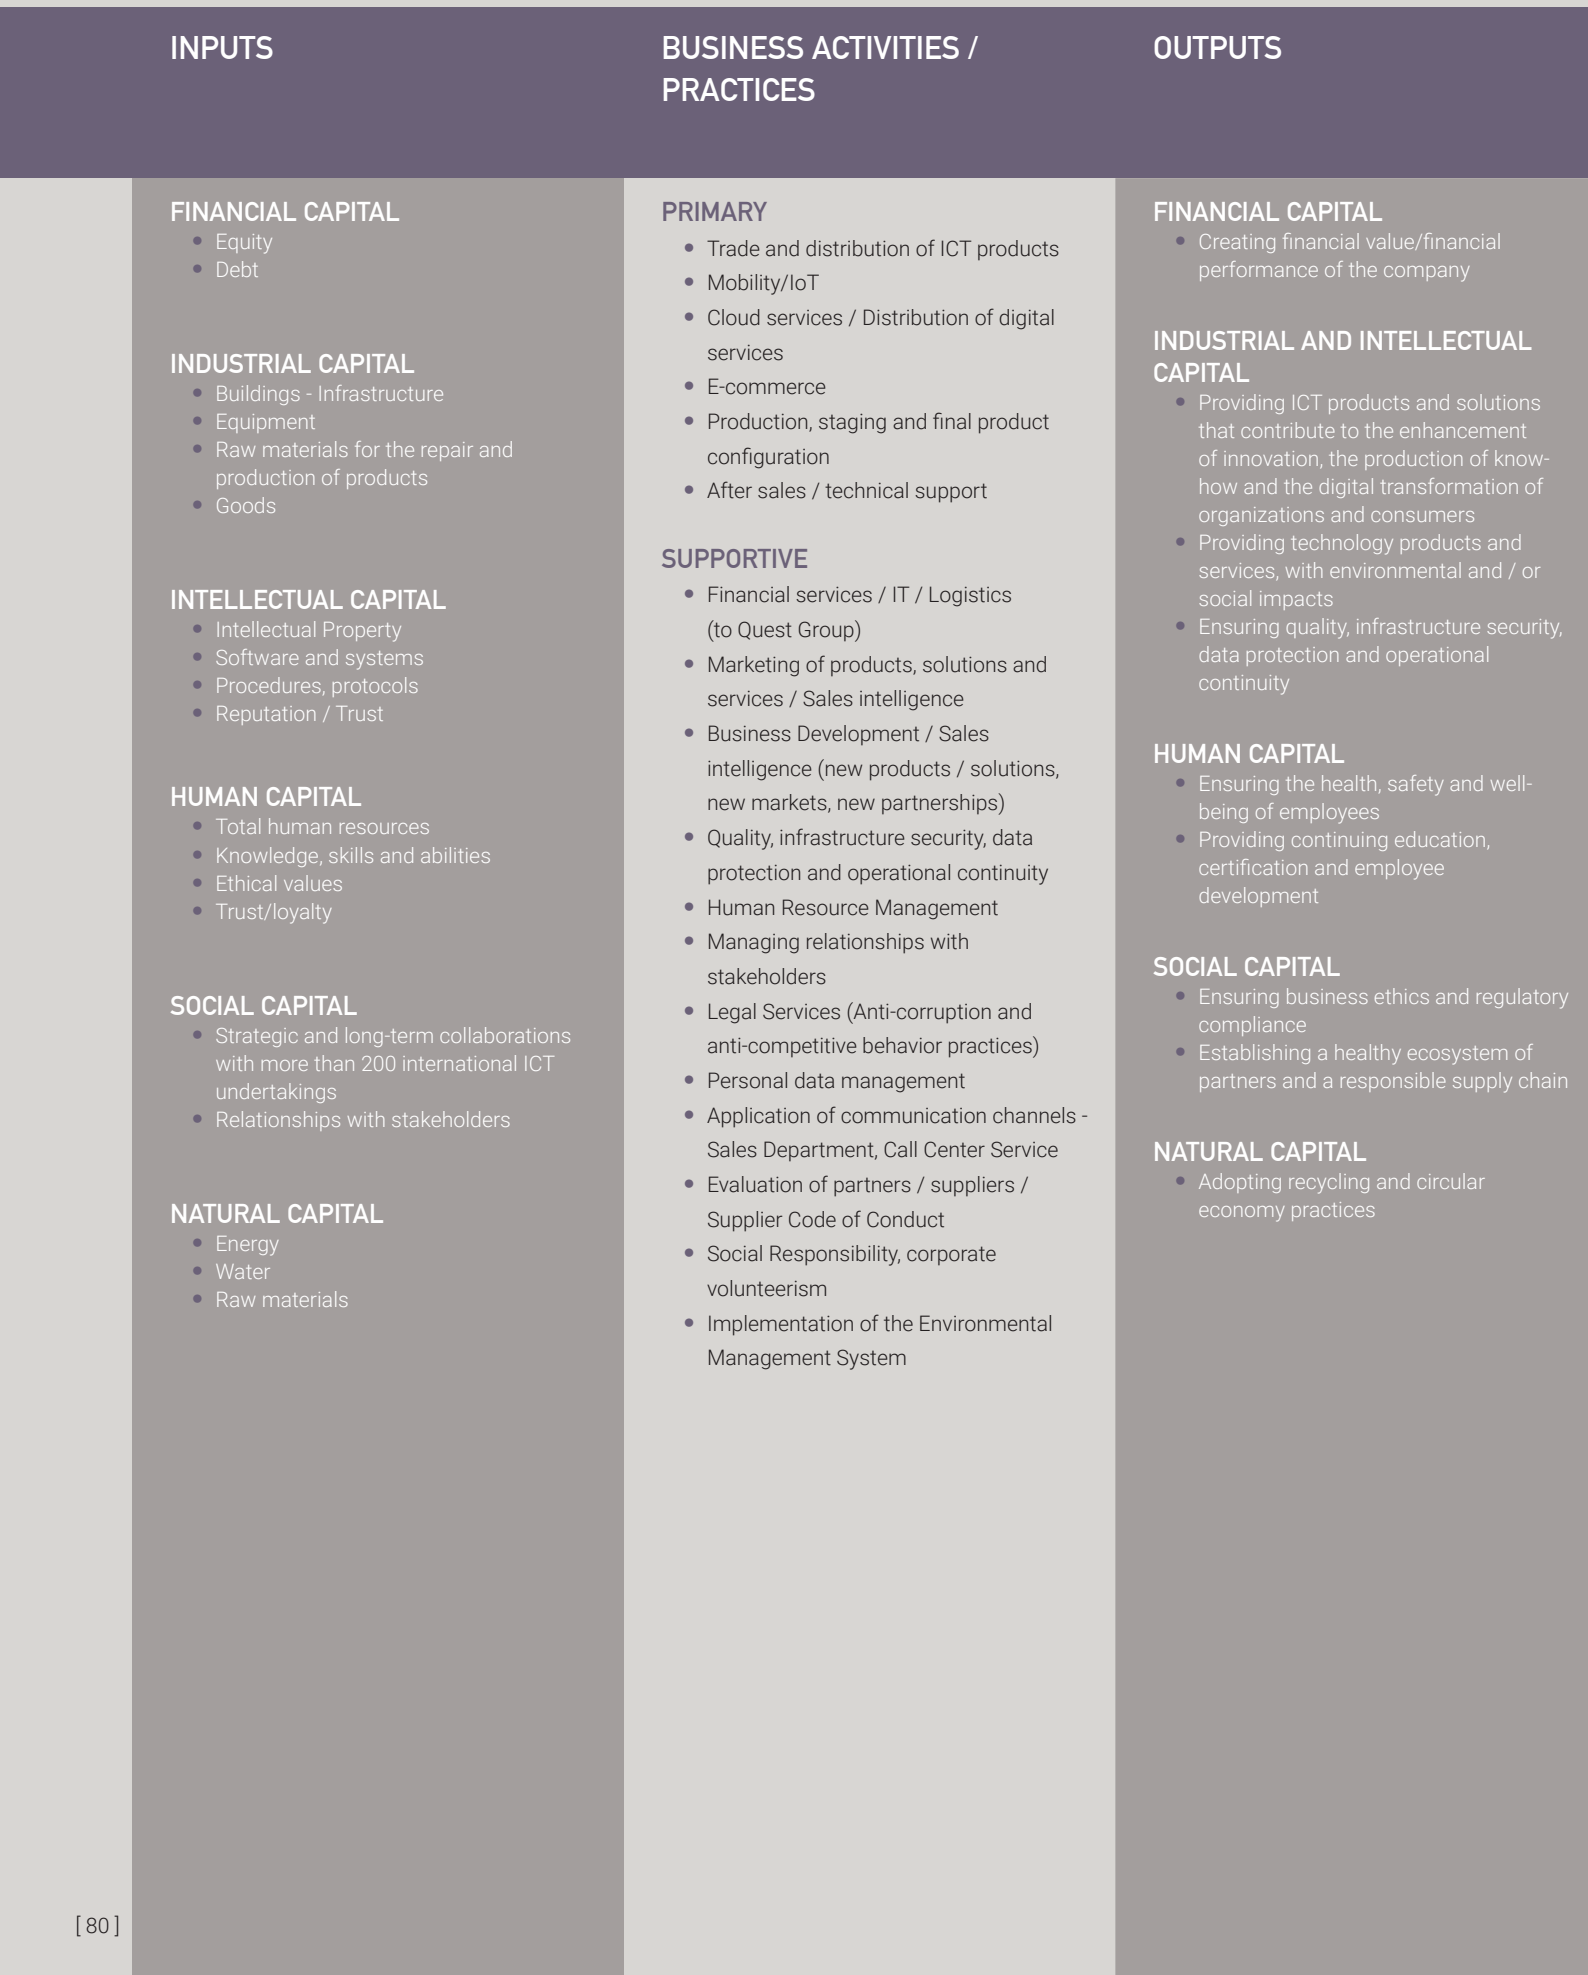 INPUTS
BUSINESS ACTIVITIES /
PRACTICES
OUTPUTS
FINANCIAL CAPITAL
• Equity
• Debt
INDUSTRIAL CAPITAL
• Buildings - Infrastructure
• Equipment
• Raw materials for the repair and
production of products
• Goods
INTELLECTUAL CAPITAL
• Intellectual Property
• Software and systems
• Procedures, protocols
• Reputation / Trust
HUMAN CAPITAL
• Total human resources
• Knowledge, skills and abilities
• Ethical values
• Trust/loyalty
SOCIAL CAPITAL
• Strategic and long-term collaborations
with more than 200 international ICT
undertakings
• Relationships with stakeholders
NATURAL CAPITAL
• Energy
• Water
• Raw materials
PRIMARY
• Trade and distribution of ICT products
• Mobility/IoT
• Cloud services / Distribution of digital
services
• E-commerce
• Production, staging and final product
configuration
• After sales / technical support
SUPPORTIVE
• Financial services / IT / Logistics
(to Quest Group)
• Marketing of products, solutions and
services / Sales intelligence
• Business Development / Sales
intelligence (new products / solutions,
new markets, new partnerships)
• Quality, infrastructure security, data
protection and operational continuity
• Human Resource Management
• Managing relationships with
stakeholders
• Legal Services (Anti-corruption and
anti-competitive behavior practices)
• Personal data management
• Application of communication channels -
Sales Department, Call Center Service
• Evaluation of partners / suppliers /
Supplier Code of Conduct
• Social Responsibility, corporate
volunteerism
• Implementation of the Environmental
Management System
FINANCIAL CAPITAL
• Creating financial value/financial
performance of the company
INDUSTRIAL AND INTELLECTUAL
CAPITAL
• Providing ICT products and solutions
that contribute to the enhancement
of innovation, the production of know-
how and the digital transformation of
organizations and consumers
• Providing technology products and
services, with environmental and / or
social impacts
• Ensuring quality, infrastructure security,
data protection and operational
continuity
HUMAN CAPITAL
• Ensuring the health, safety and well-
being of employees
• Providing continuing education,
certification and employee
development
SOCIAL CAPITAL
• Ensuring business ethics and regulatory
compliance
• Establishing a healthy ecosystem of
partners and a responsible supply chain
NATURAL CAPITAL
• Adopting recycling and circular
economy practices
[ 80 ]